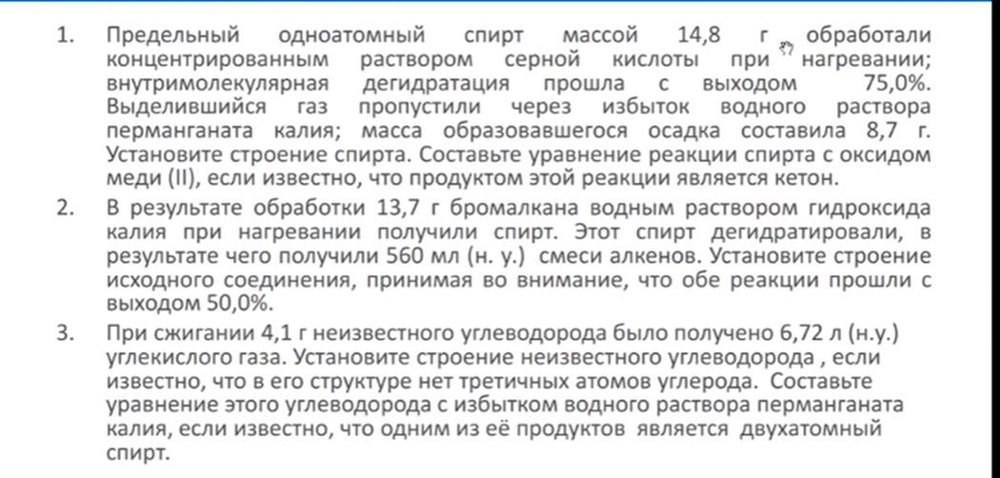 1. Предельный одноатомный спирт массой 14,8 г обработали
концентрированным раствором серной кислоты при нагревании;
внутримолекулярная дегидратация прошла с выходом 75,0%.
Выделившийся газ пропустили через избыток водного раствора
перманганата калия; масса образовавшегося осадка составила 8,7 г.
Установите строение спирта. Составьте уравнение реакции спирта с оксидом
меди (II), если известно, что продуктом этой реакции является кетон.
2. В результате обработки 13,7 г бромалкана водным раствором гидроксида
калия при нагревании получили спирт. Этот спирт дегидратировали, в
результате чего получили 560 мл (н. у.) смеси алкенов. Установите строение
исходного соединения, принимая во внимание, что обе реакции прошли с
выходом 50,0%.
3. При сжигании 4,1 г неизвестного углеводорода было получено 6,72 л (н.у.)
углекислого газа. Установите строение неизвестного углеводорода , если
известно, что в его структуре нет третичных атомов углерода. Составьте
уравнение этого углеводорода с избытком водного раствора перманганата
калия, если известно, что одним из её продуктов является двухатомный
спирт.